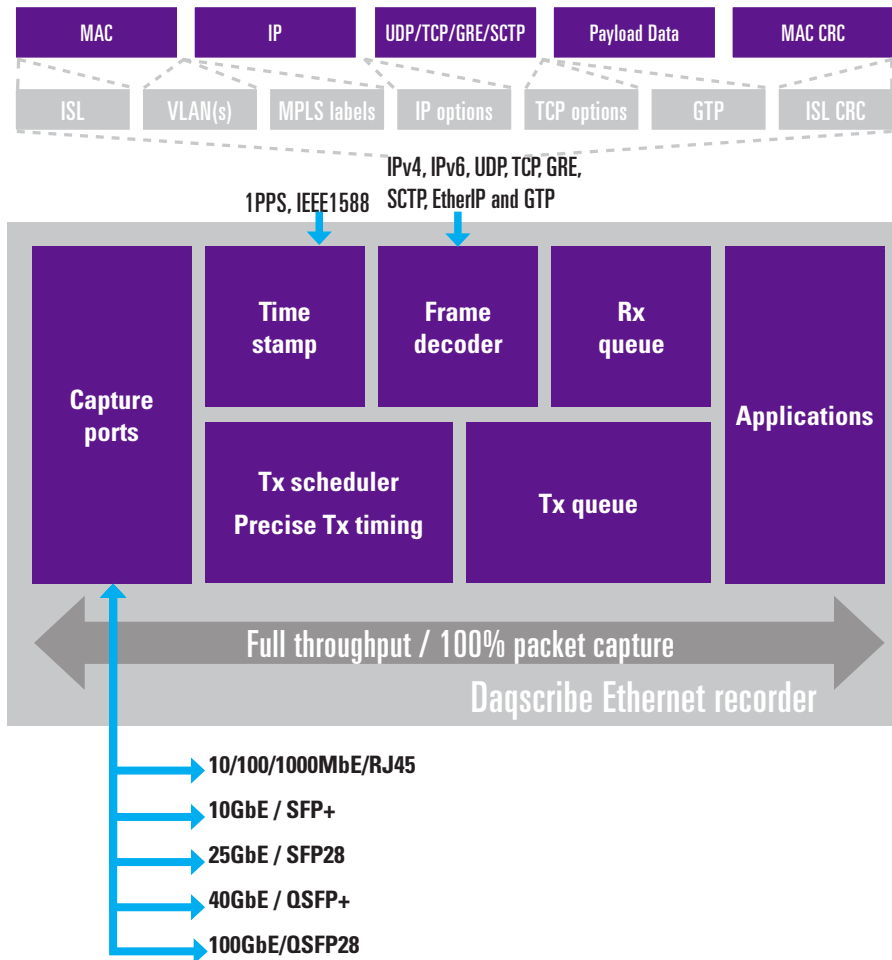 MAC
IP
UDP/TCP/GRE/SCTP
Payload Data
MAC CRC
ISL
VLAN(s)
MPLS labels
IP options
TCP options
GTP
ISL CRC
1PPS, IEEE1588
IPv4, IPv6, UDP, TCP, GRE,
SCTP, EtherIP and GTP
Capture
ports
Time
stamp
Frame
decoder
Rx
queue
Applications
Tx scheduler
Precise Tx timing
Tx queue
Full throughput / 100% packet capture
Daqscribe Ethernet recorder
10/100/1000MbE/RJ45
10GbE / SFP+
25GbE / SFP28
40GbE / QSFP+
100GbE/QSFP28